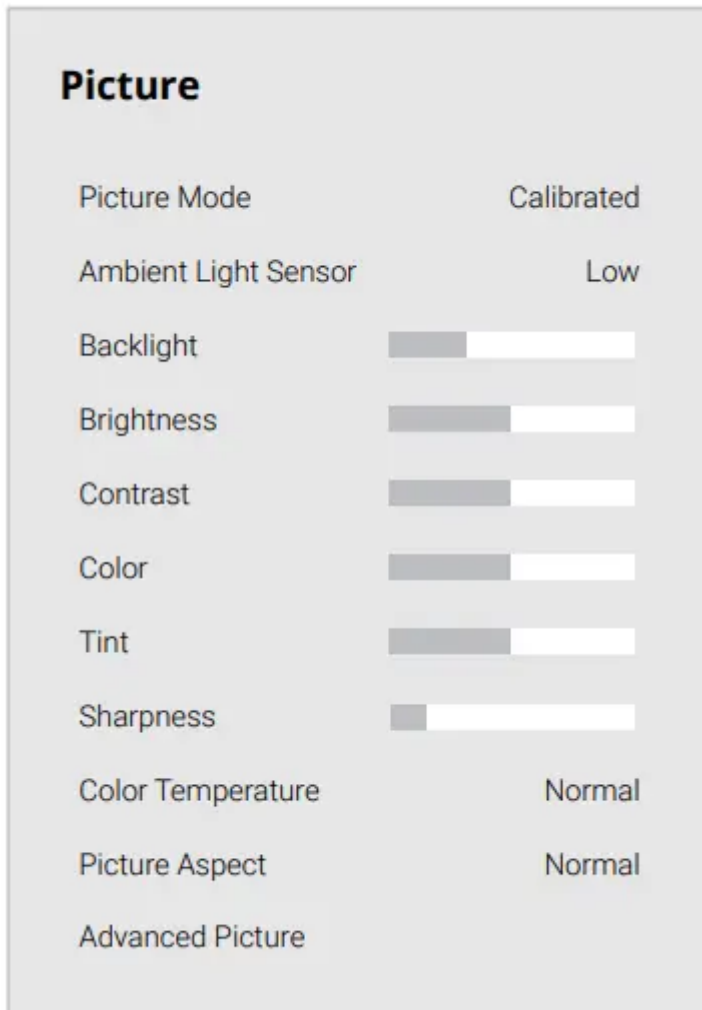 Picture
Picture Mode Calibrated
Ambient Light Sensor Low
Backlight
Brightness
Contrast
Color
Tint
Sharpness
Color Temperature Normal
Picture Aspect Normal
Advanced Picture